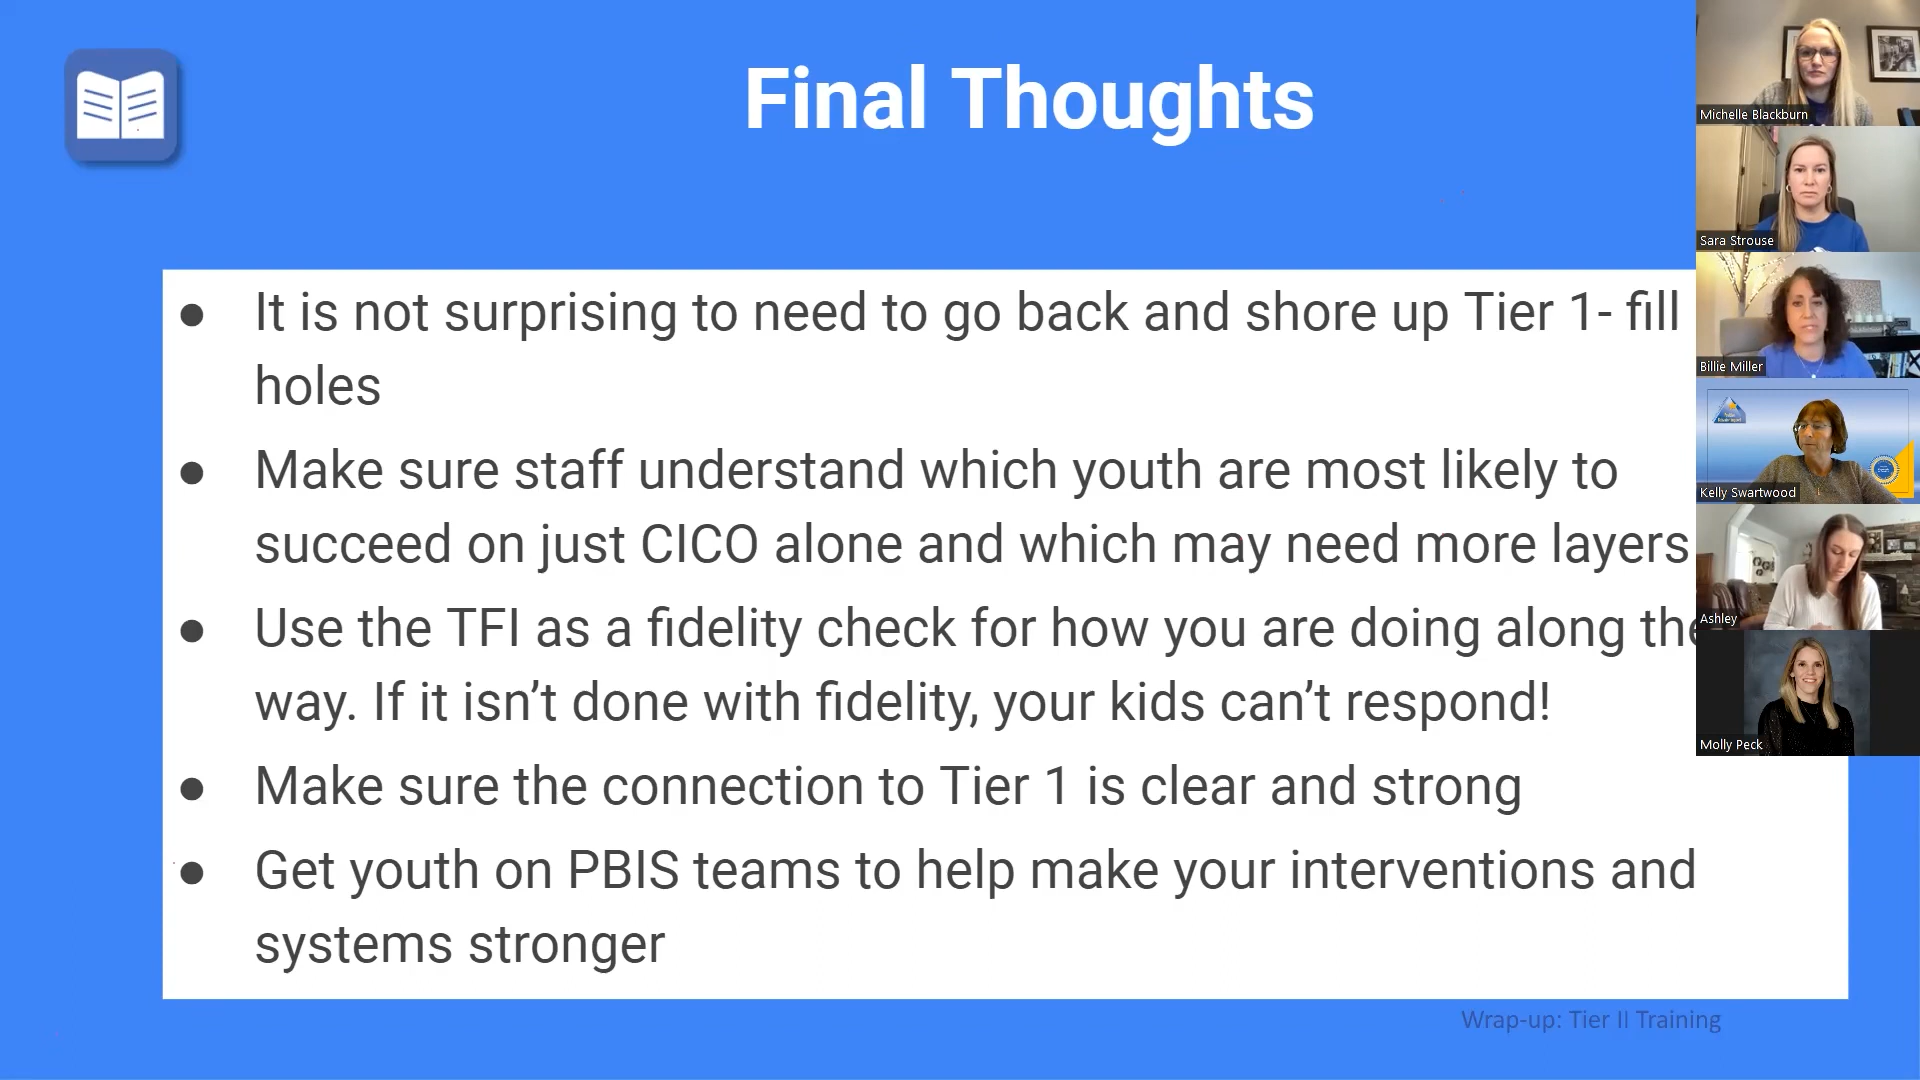 Final Thoughts
● It is not surprising to need to go back and shore up Tier 1- fill
holes
● Make sure staff understand which youth are most likely to
succeed on just CICO alone and which may need more layers
● Use the TFI as a fidelity check for how you are doing along the
way. If it isn’t done with fidelity, your kids can’t respond!
● Make sure the connection to Tier 1 is clear and strong
● Get youth on PBIS teams to help make your interventions and
systems stronger
Wrap-up: Tier II Training
Michelle Blackburn
Sara Strouse
Billie Miller
Kelly Swartwood
Ashley
Molly Peck